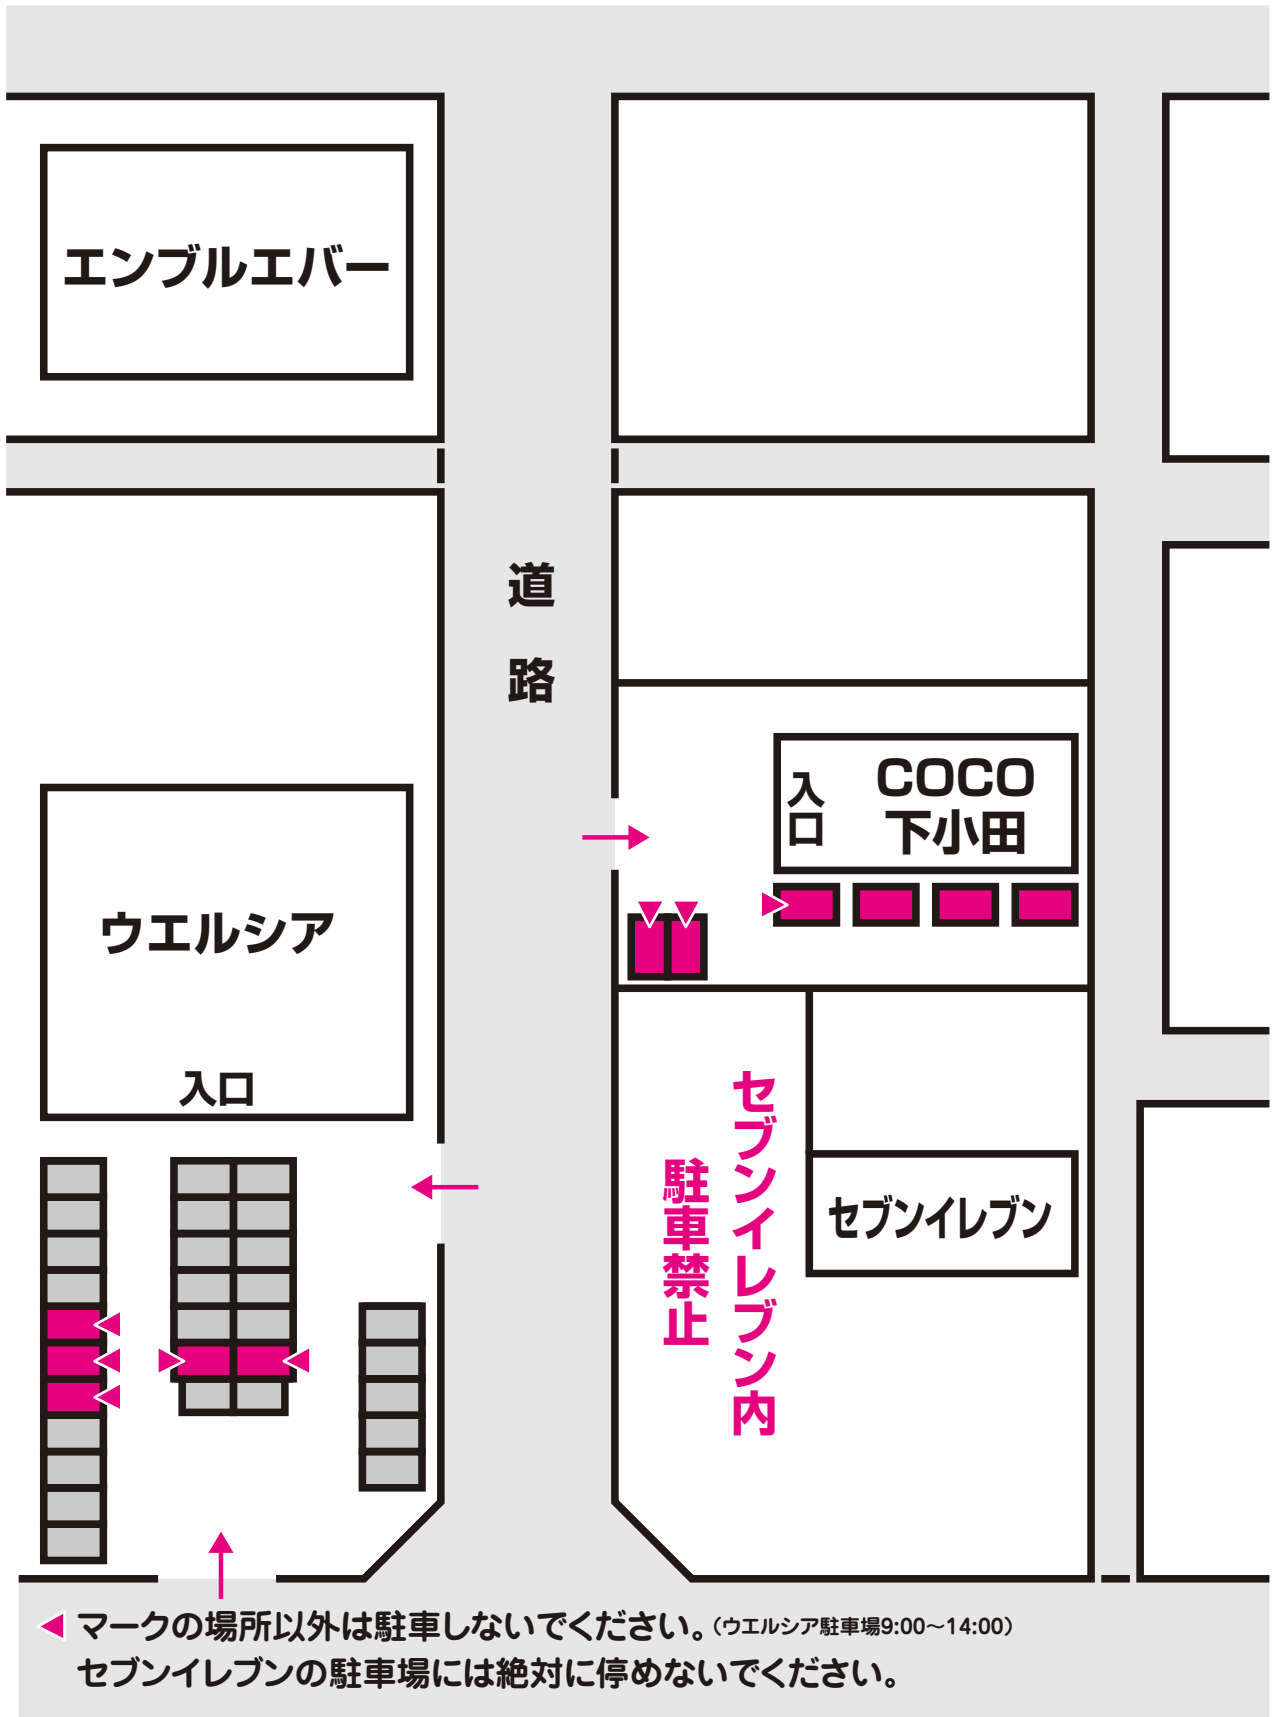 エンブルエバー
道路
入口
COCO
下小田
ウエルシア
入口
セブンイレブン内
駐車禁止
セブンイレブン
マークの場所以外は駐車しないでください。（ウエルシア駐車場9:00〜14:00）
セブンイレブンの駐車場には絶対に停めないでください。